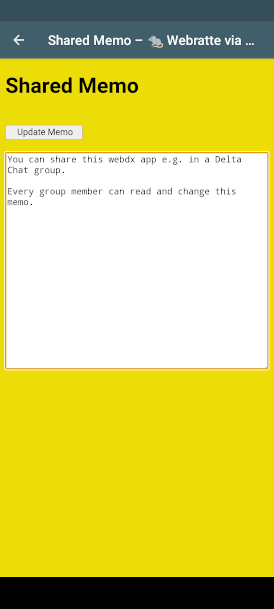 Shared Memo – 🐀 Webratte via ...
Shared Memo
Update Memo
You can share this webdx app e.g. in a Delta
Chat group.
Every group member can read and change this
memo.